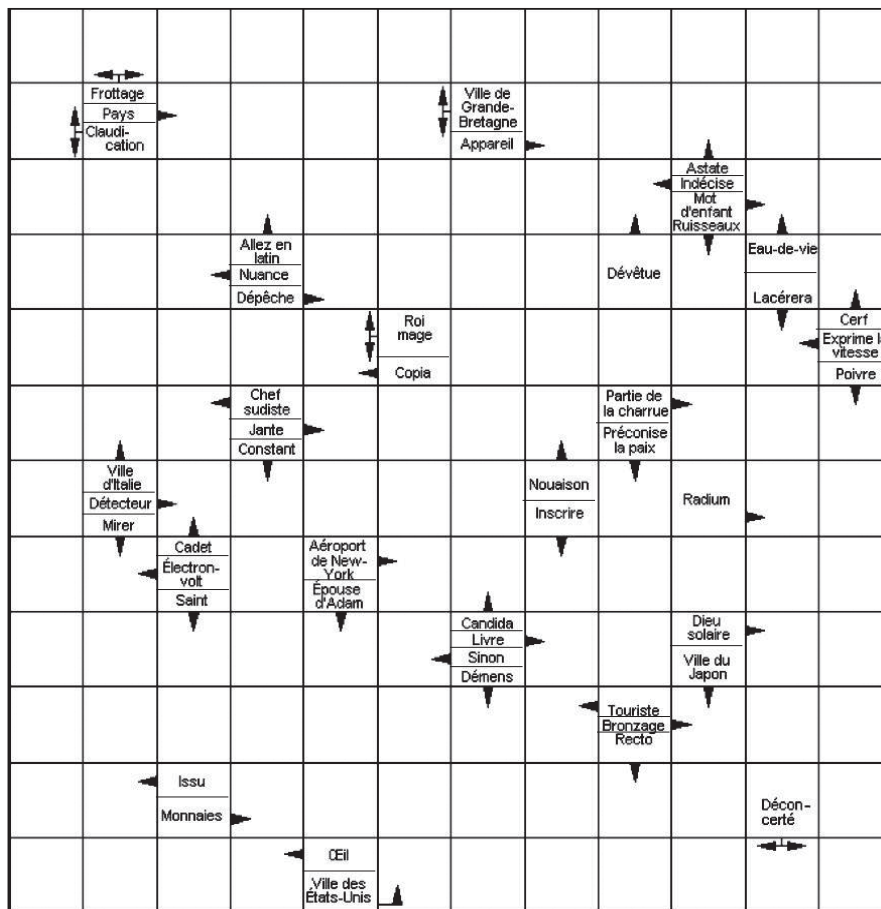 Frottage
Pays
Claudi-
cation
Ville de
Grande-
Bretagne
Appareil
Astate
Indécise
Mot
d'enfant
Ruisseaux
Allez en
latin
Nuance
Dépêche
Dévêtue
Eau-de-vie
Lacérera
Roi
mage
Copia
Cerf
Exprime l
vitesse
Poivre
Chef
sudiste
Jante
Constant
Partie de
la charrue
Préconise
la paix
Ville
d'Italie
Détecteur
Mirer
Nouaison
Inscrire
Radium
Cadet
Électron-
volt
Saint
Aéroport
de New-
York
Épouse
d'Adam
Candida
Livre
Sinon
Démens
Dieu
solaire
Ville du
Japon
Touriste
Bronzage
Recto
Issu
Monnaies
Décon-
certé
Œil
Ville des
États-Unis